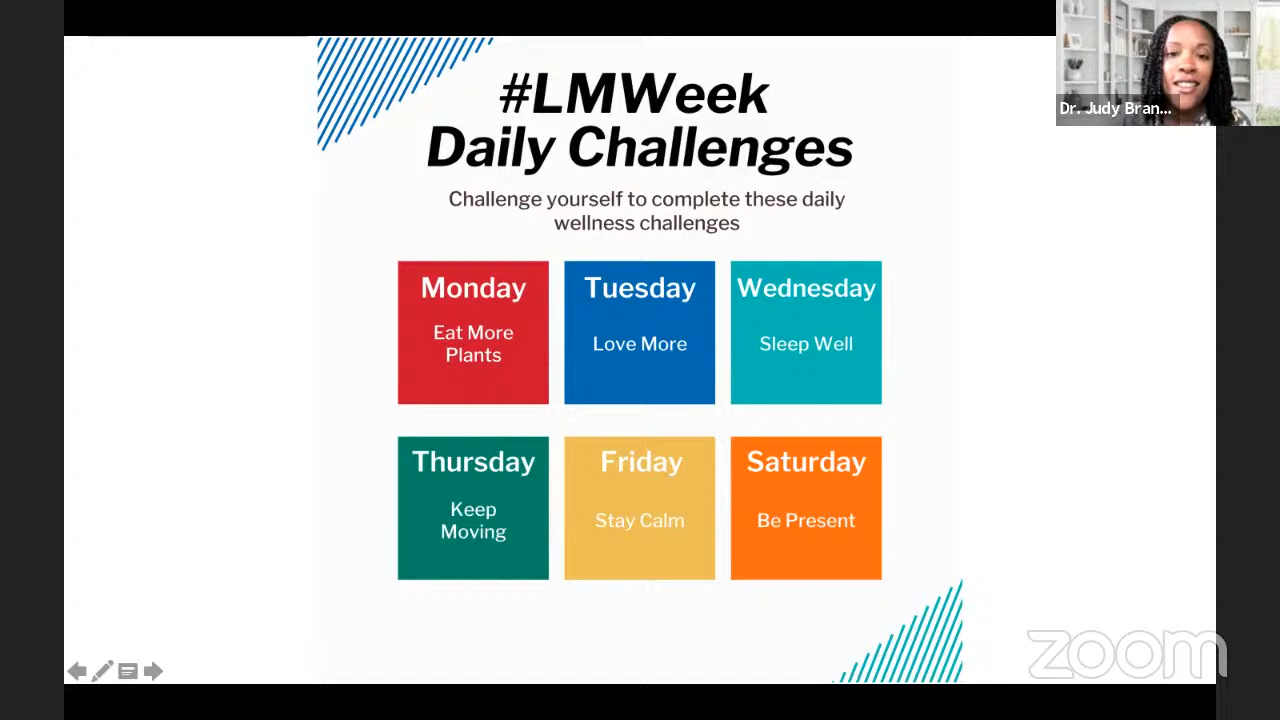 #LMWeek
Daily Challenges
Challenge yourself to complete these daily
wellness challenges
Monday
Eat More
Plants
Tuesday
Love More
Wednesday
Sleep Well
Thursday
Keep
Moving
Friday
Stay Calm
Saturday
Be Present
Dr. Judy Bran...
zoom